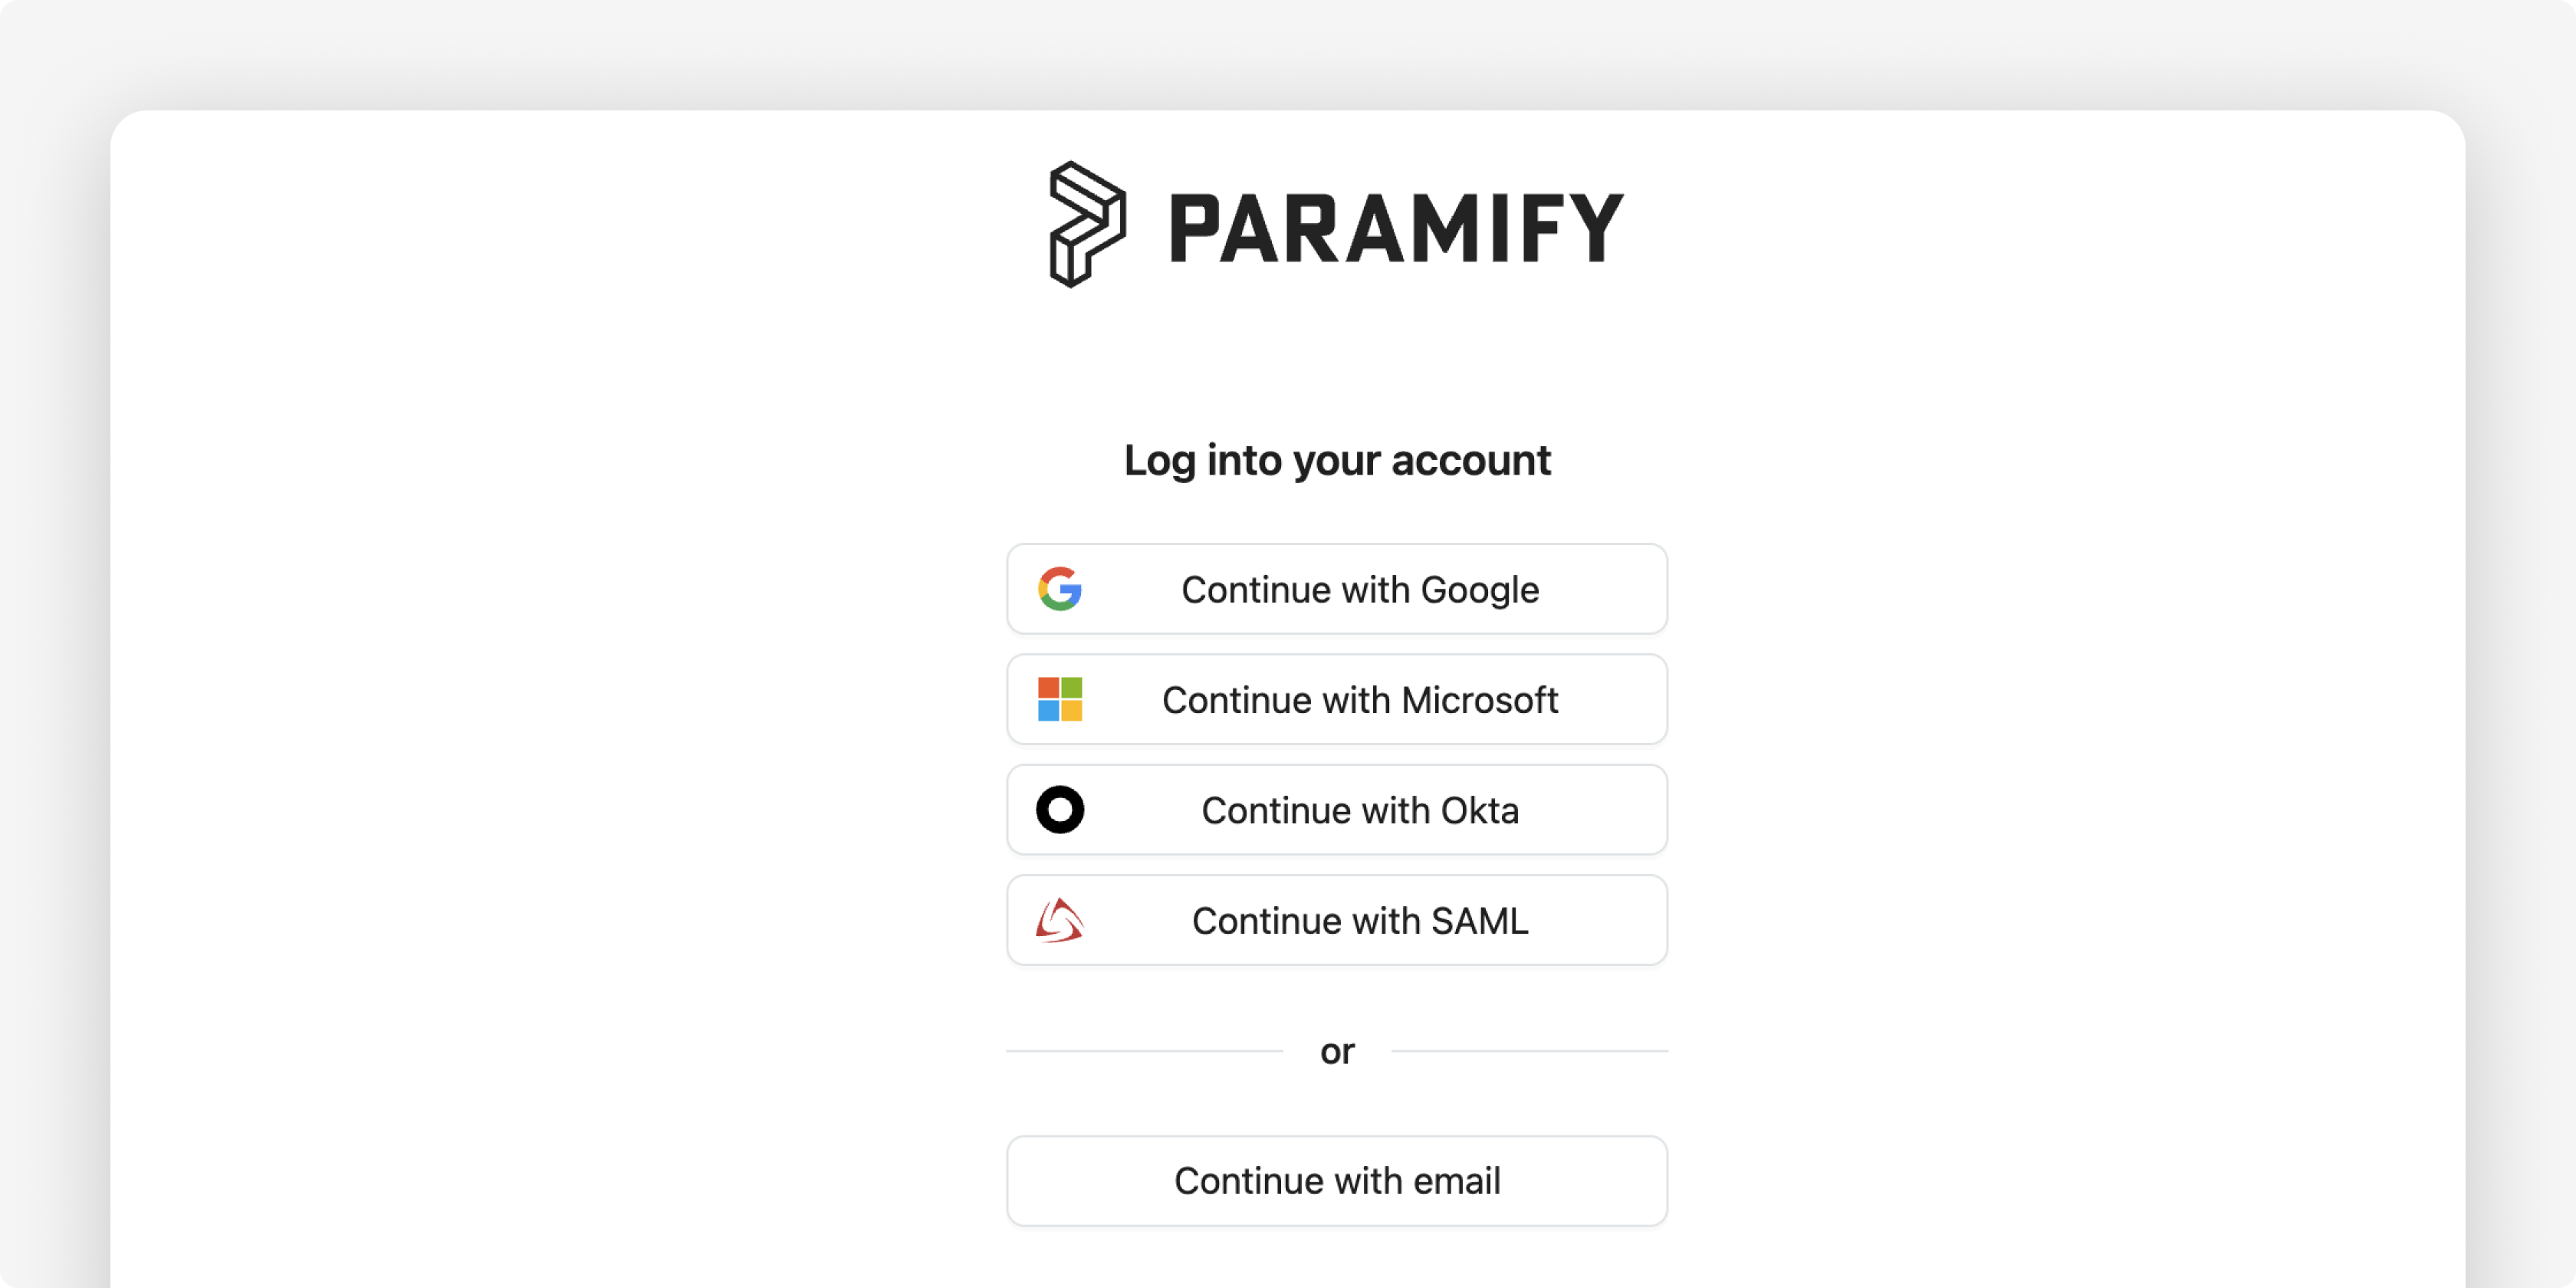 PARAMIFY
Log into your account
Continue with Google
Continue with Microsoft
Continue with Okta
Continue with SAML
or
Continue with email